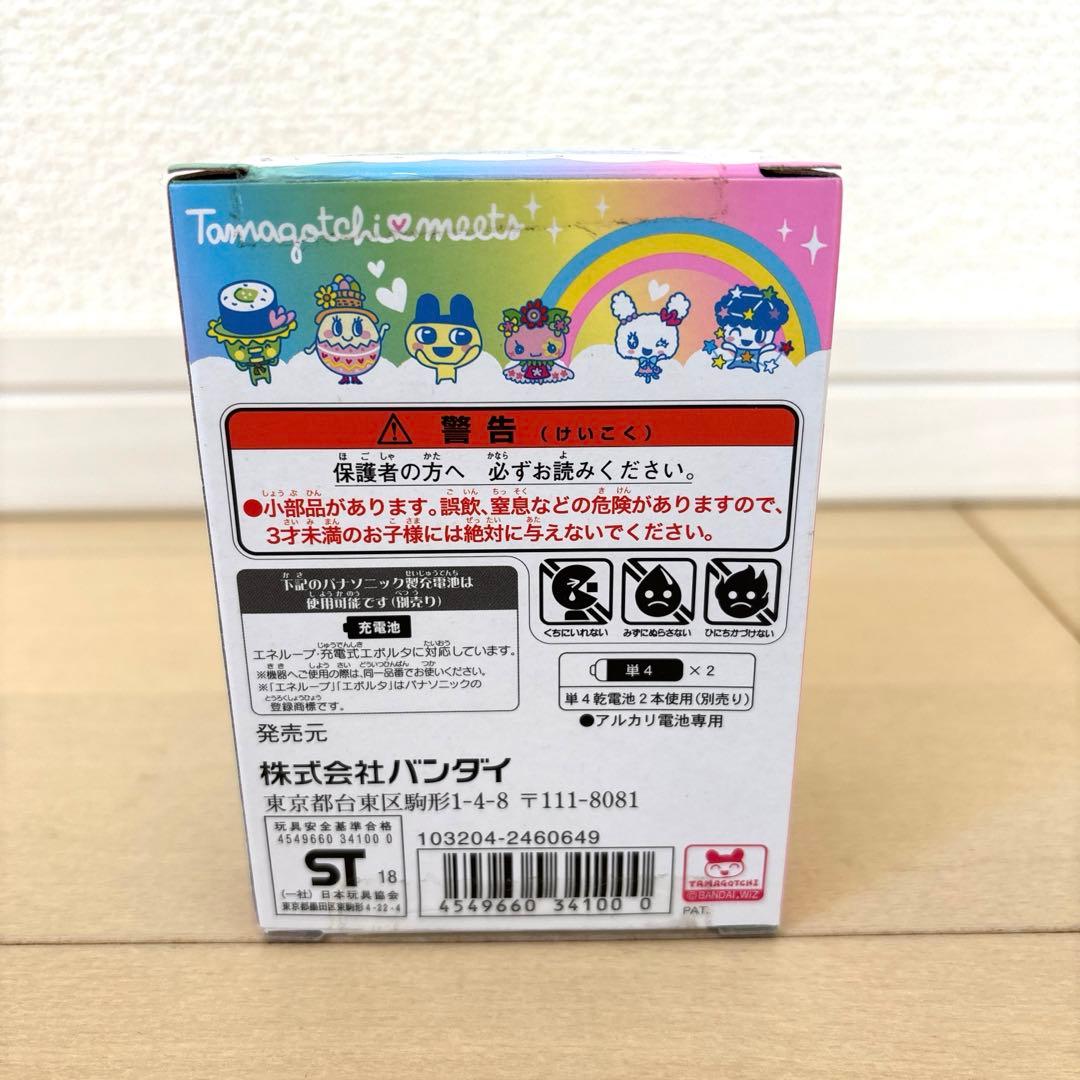 Tamagotchi♥meets
⚠ 警告 (けいこく)
保護者の方へ 必ずお読みください。
●小部品があります。誤飲、窒息などの危険がありますので、
3才未満のお子様には絶対に与えないでください。
下記のパナソニック製充電池は
使用可能です(別売り)
充電池
エネループ・充電式エボルタに対応しています。
※機器へご使用の際は、同一品番でお使いください。
※「エネループ」「エボルタ」はパナソニックの
登録商標です。
くちにいれない みずにぬらさない ひにちかづけない
単4 ×2
単4乾電池2本使用(別売り)
●アルカリ電池専用
発売元
株式会社バンダイ
東京都台東区駒形1-4-8 〒111-8081
玩具安全基準合格
4549660 34100 0
ST 18
(一社) 日本玩具協会
東京都墨田区東駒形4-22-4
103204-2460649
4549660 34100 0
TAMAGOTCHI
©BANDAI,WIZ
PAT.